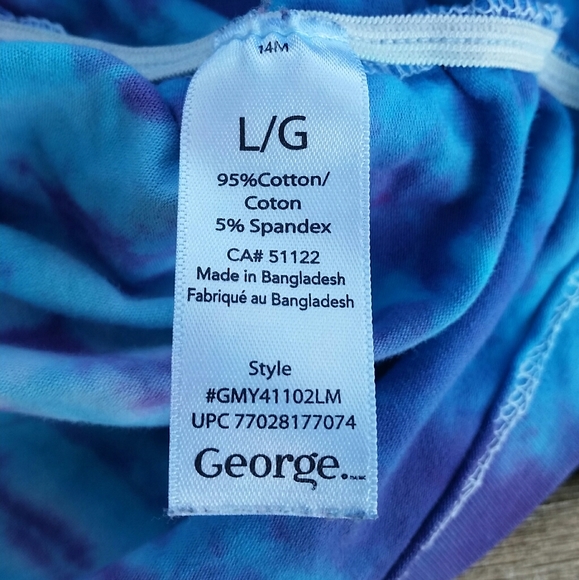 14M
L/G
95%Cotton/
Coton
5% Spandex
CA# 51122
Made in Bangladesh
Fabriqué au Bangladesh
Style
#GMY41102LM
UPC 77028177074
George.